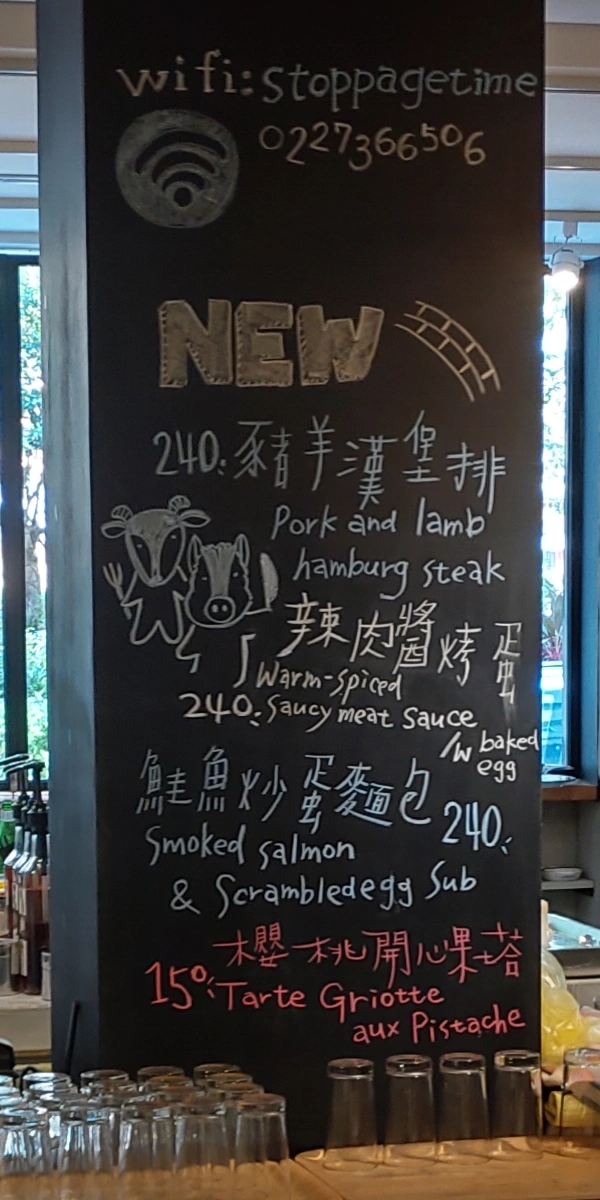 wifi: stoppagetime
0227366506
NEW
240. 豬羊漢堡排
Pork and lamb
hamburg steak
辣肉醬烤蛋
Warm-spiced
240. saucy meat sauce
/w baked
egg
鮭魚炒蛋麵包 240.
Smoked salmon
& Scrambledegg Sub
櫻桃開心果塔
150. Tarte Griotte
aux Pistache